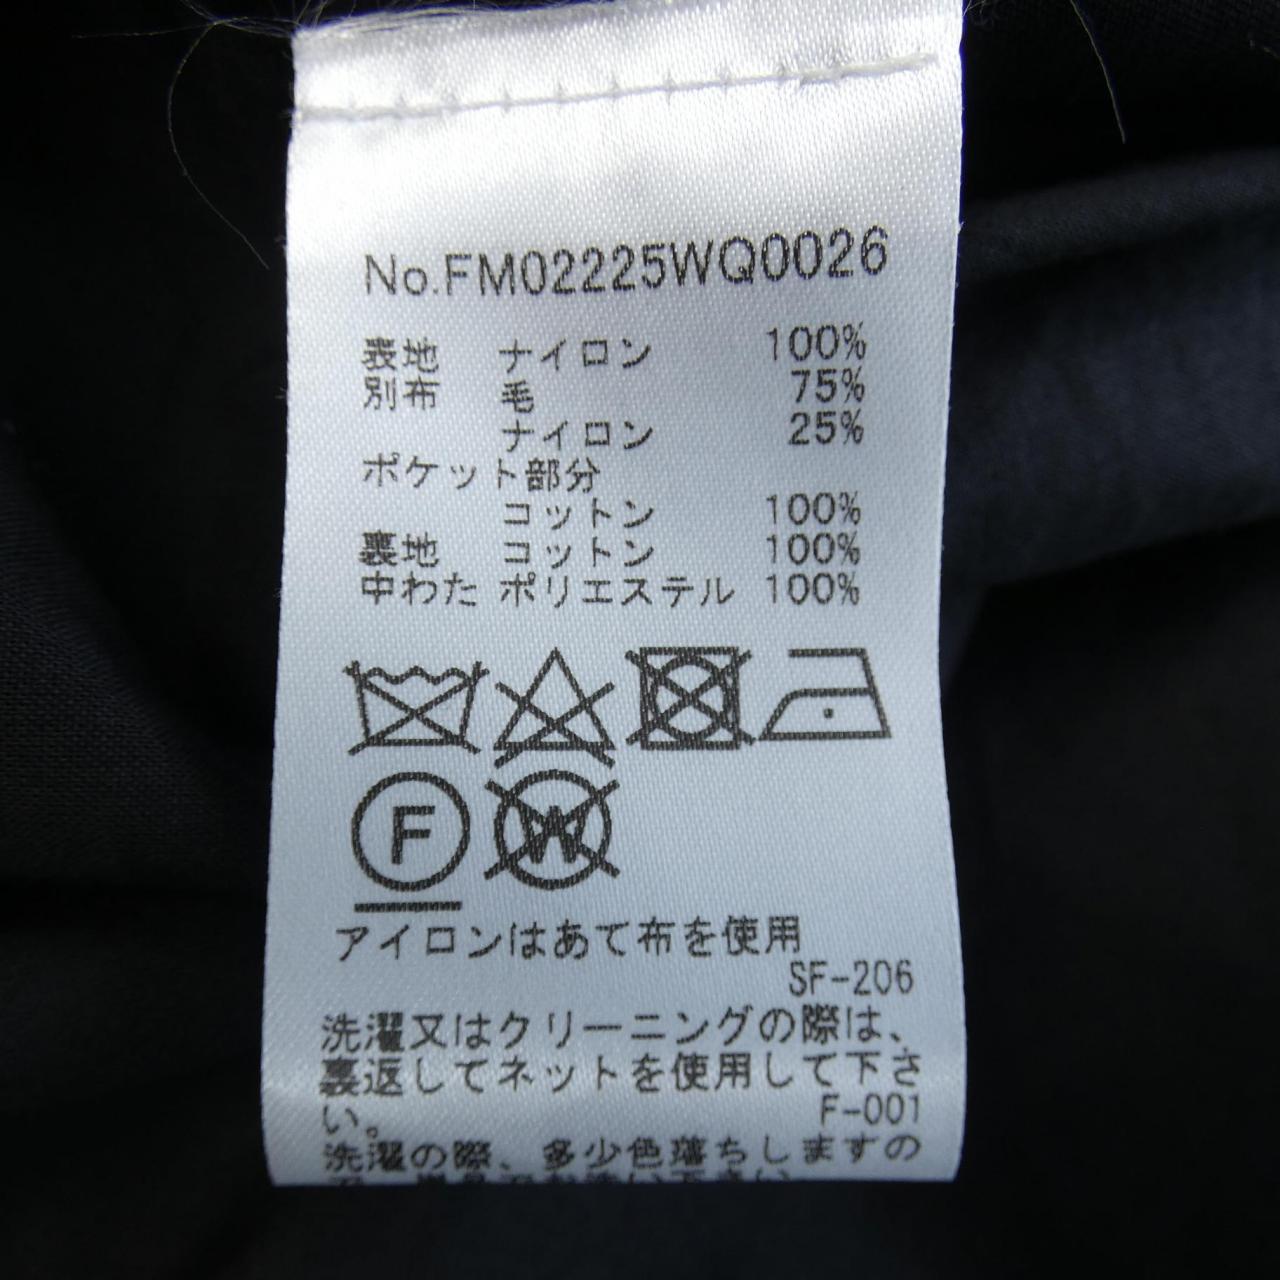 No.FM02225WQ0026
表地 ナイロン 100%
別布 毛 75%
ナイロン 25%
ポケット部分
コットン 100%
裏地 コットン 100%
中わた ポリエステル 100%
F W
アイロンはあて布を使用
SF-206
洗濯又はクリーニングの際は、
裏返してネットを使用して下さ
い。 F-001
洗濯の際、多少色落ちしますの